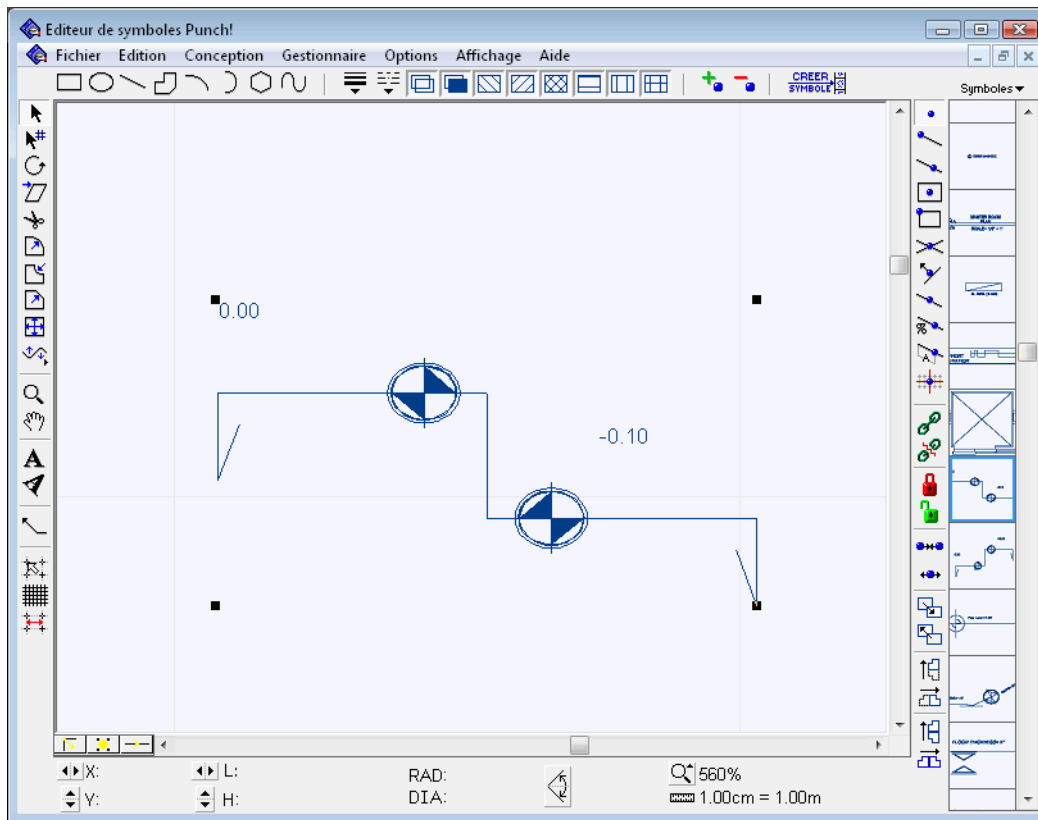 Editeur de symboles Punch!
Fichier Edition Conception Gestionnaire Options Affichage Aide
CREER
SYMBOLE
Symboles
0.00
-0.10
X: L: RAD: 560%
Y: H: DIA: 1.00cm = 1.00m